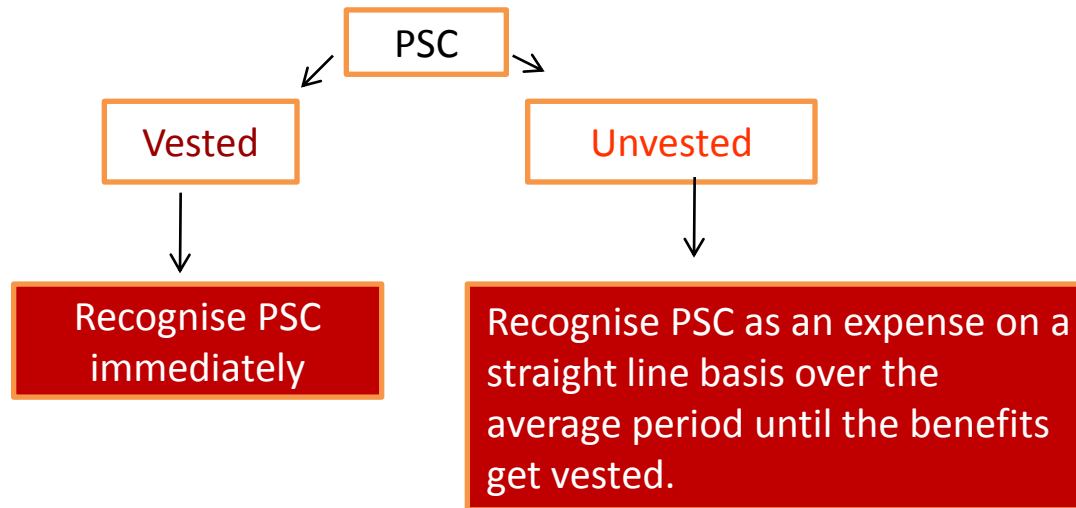 PSC
Vested
Unvested
Recognise PSC
immediately
Recognise PSC as an expense on a
straight line basis over the
average period until the benefits
get vested.